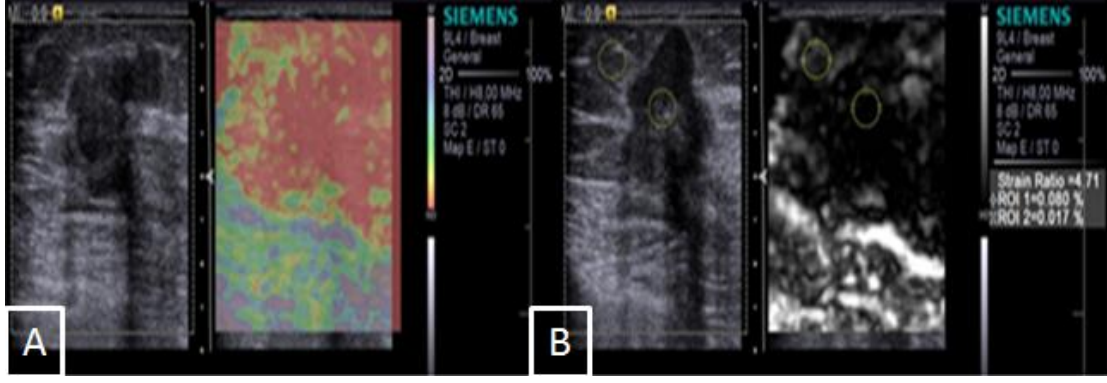 SIEMENS
9L4 / Breast
General
2D 100%
THI / H8,00 MHz
8 dB / DR 65
SC 2
Map E / ST 0
A
SIEMENS
9L4 / Breast
General
2D 100%
THI / H8,00 MHz
8 dB / DR 65
SC 2
Map E / ST 0
Strain Ratio =4.71
ROI 1=0.080 %
ROI 2=0.017 %
B